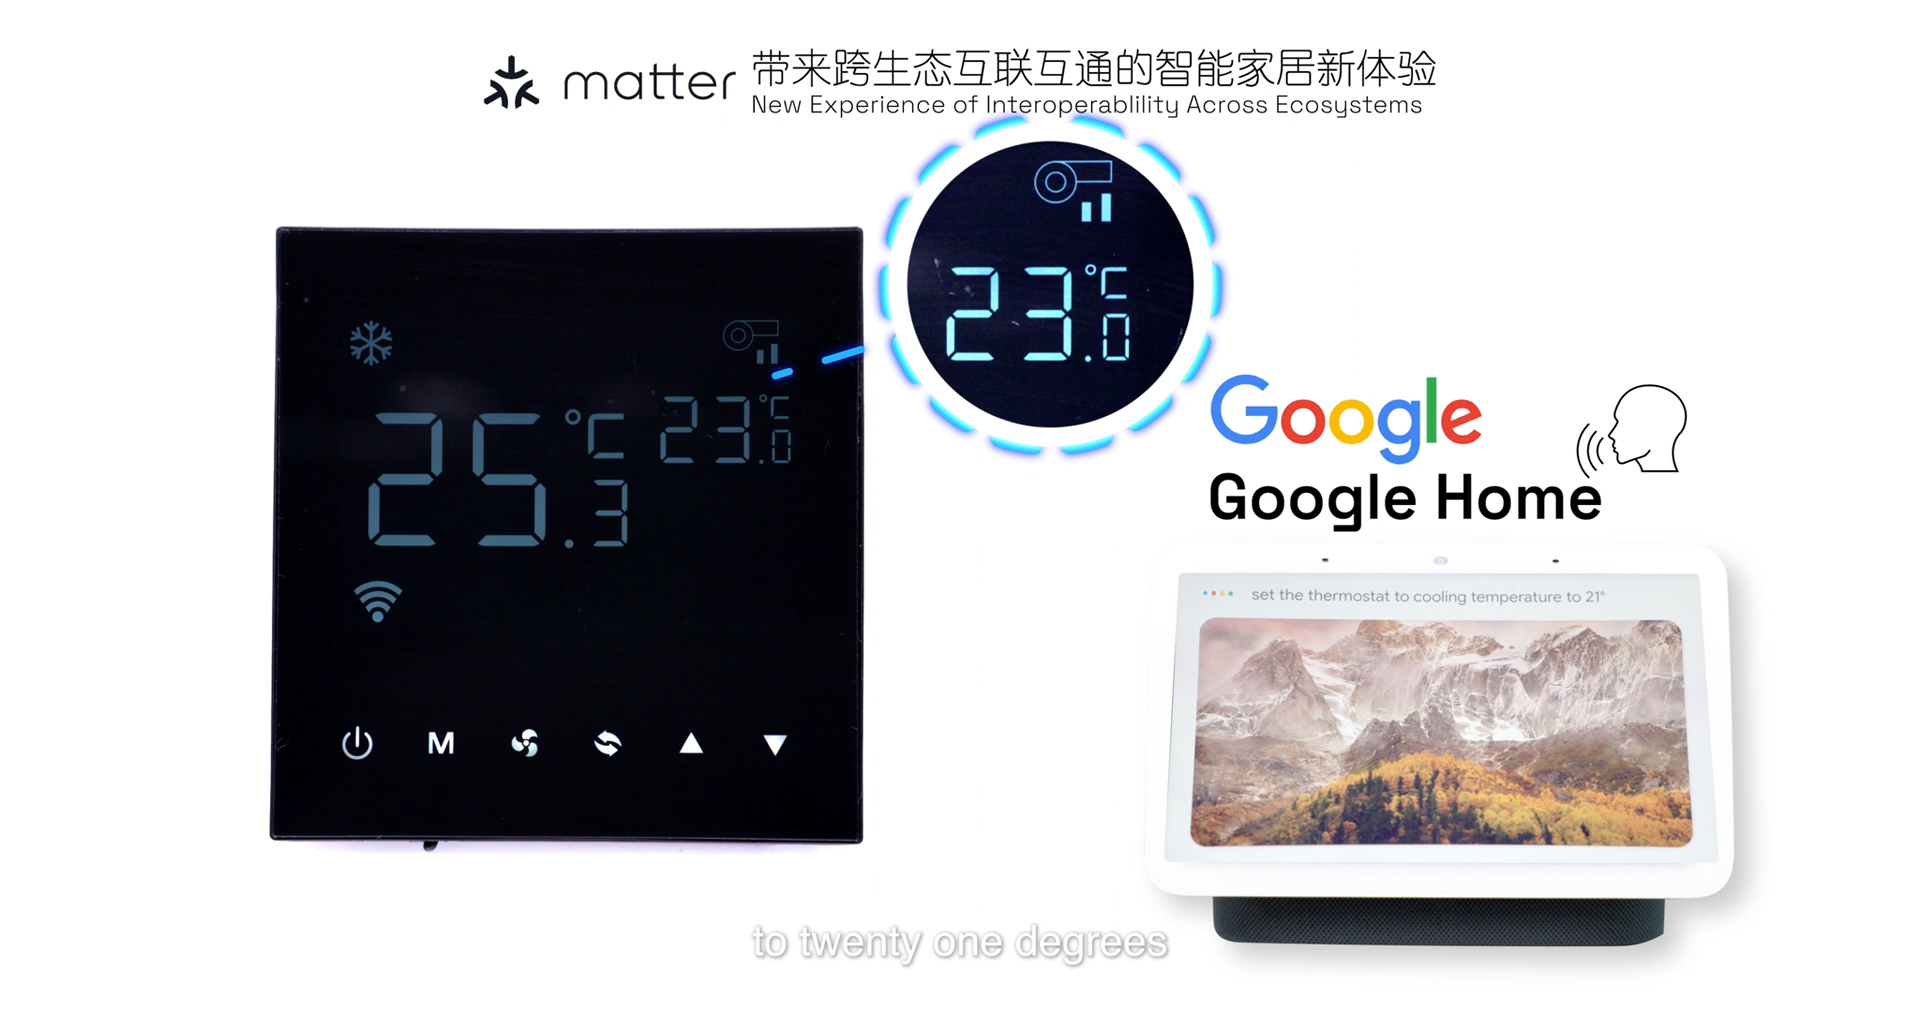 matter 带来跨生态互联互通的智能家居新体验
New Experience of Interoperablility Across Ecosystems
23.0°C
25.3°C
23.0°C
Google
Google Home
set the thermostat to cooling temperature to 21°
M
to twenty one degrees